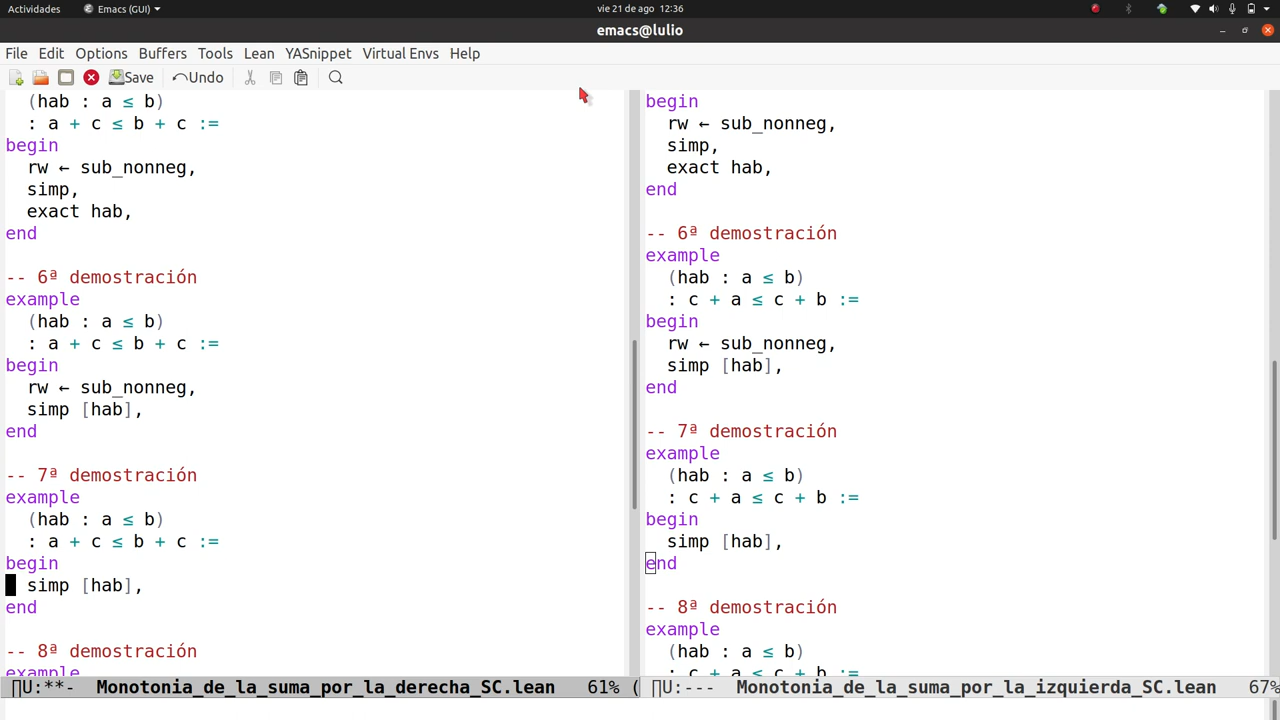 Actividades Emacs (GUI) vie 21 de ago 12:36
emacs@lulio
File Edit Options Buffers Tools Lean YASnippet Virtual Envs Help
Save Undo
(hab : a ≤ b)
: a + c ≤ b + c :=
begin
rw ← sub_nonneg,
simp,
exact hab,
end
-- 6ª demostración
example
(hab : a ≤ b)
: a + c ≤ b + c :=
begin
rw ← sub_nonneg,
simp [hab],
end
-- 7ª demostración
example
(hab : a ≤ b)
: a + c ≤ b + c :=
begin
simp [hab],
end
-- 8ª demostración
example
∏U:**- Monotonia_de_la_suma_por_la_derecha_SC.lean 61% (
begin
rw ← sub_nonneg,
simp,
exact hab,
end
-- 6ª demostración
example
(hab : a ≤ b)
: c + a ≤ c + b :=
begin
rw ← sub_nonneg,
simp [hab],
end
-- 7ª demostración
example
(hab : a ≤ b)
: c + a ≤ c + b :=
begin
simp [hab],
end
-- 8ª demostración
example
(hab : a ≤ b)
: c + a ≤ c + b :=
∏U:--- Monotonia_de_la_suma_por_la_izquierda_SC.lean 67%